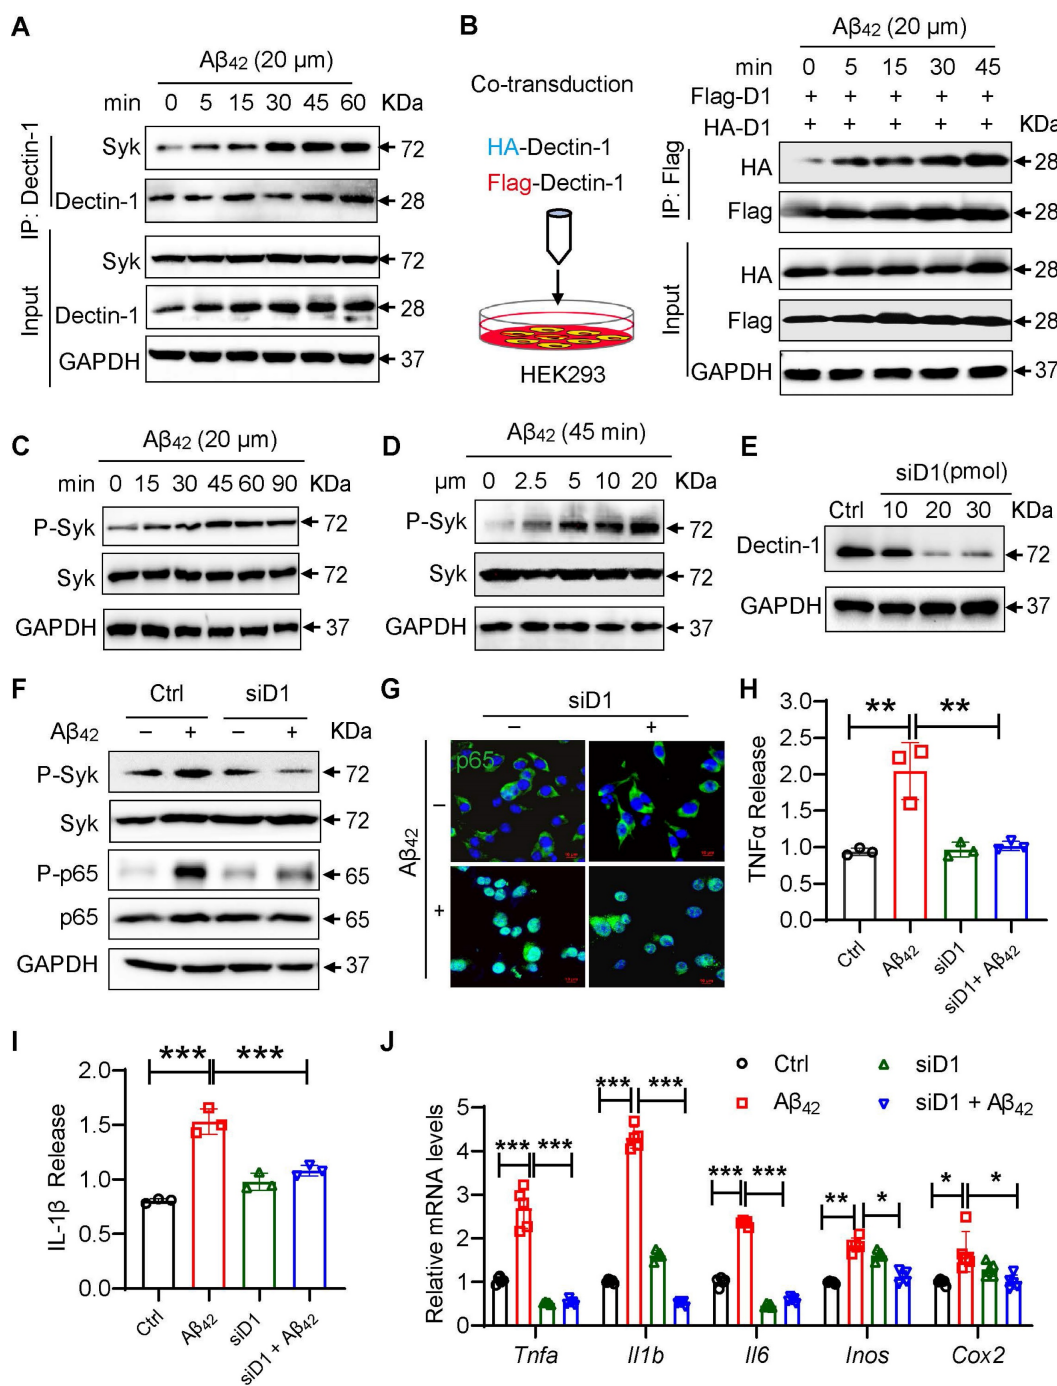 A
Aβ₄₂ (20 μm)
min 0 5 15 30 45 60 KDa
IP: Dectin-1
Syk 72
Dectin-1 28
Input
Syk 72
Dectin-1 28
GAPDH 37
B
Co-transduction
HA-Dectin-1
Flag-Dectin-1
HEK293
Aβ₄₂ (20 μm)
min 0 5 15 30 45
Flag-D1 + + + + +
HA-D1 + + + + + KDa
IP: Flag
HA 28
Flag 28
Input
HA 28
Flag 28
GAPDH 37
C
Aβ₄₂ (20 μm)
min 0 15 30 45 60 90 KDa
P-Syk 72
Syk 72
GAPDH 37
D
Aβ₄₂ (45 min)
μm 0 2.5 5 10 20 KDa
P-Syk 72
Syk 72
GAPDH 37
E
siD1(pmol)
Ctrl 10 20 30 KDa
Dectin-1 72
GAPDH 37
F
Ctrl siD1
Aβ₄₂ − + − + KDa
P-Syk 72
Syk 72
P-p65 65
p65 65
GAPDH 37
G
siD1
− +
p65
Aβ₄₂
−
+
H
TNFα Release
3.0
2.5
2.0
1.5
1.0
0.5
0.0
** **
Ctrl
Aβ₄₂
siD1
siD1+ Aβ₄₂
I
IL-1β Release
2.0
1.5
1.0
0.5
0.0
*** ***
Ctrl
Aβ₄₂
siD1
siD1 + Aβ₄₂
J
Ctrl siD1
Aβ₄₂ siD1 + Aβ₄₂
Relative mRNA levels
5
4
3
2
1
0
*** ***
*** ***
*** ***
** *
* *
Tnfa Il1b Il6 Inos Cox2